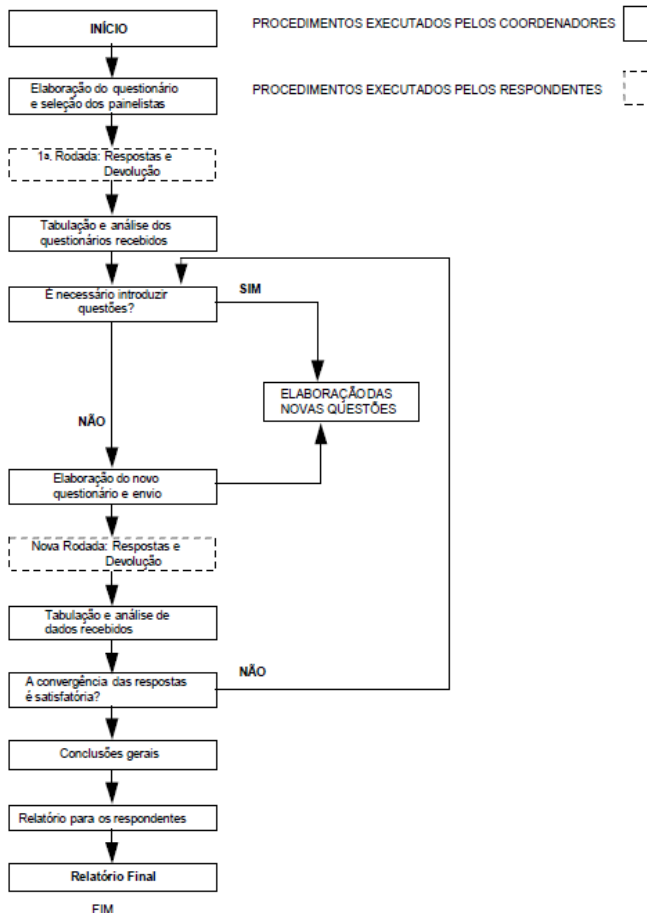 INÍCIO
PROCEDIMENTOS EXECUTADOS PELOS COORDENADORES
Elaboração do questionário
e seleção dos painelistas
PROCEDIMENTOS EXECUTADOS PELOS RESPONDENTES
1ª. Rodada: Respostas e
Devolução
Tabulação e análise dos
questionários recebidos
É necessário introduzir
questões?
SIM
ELABORAÇÃO DAS
NOVAS QUESTÕES
NÃO
Elaboração do novo
questionário e envio
Nova Rodada: Respostas e
Devolução
Tabulação e análise de
dados recebidos
A convergência das respostas
é satisfatória?
NÃO
Conclusões gerais
Relatório para os respondentes
Relatório Final
FIM